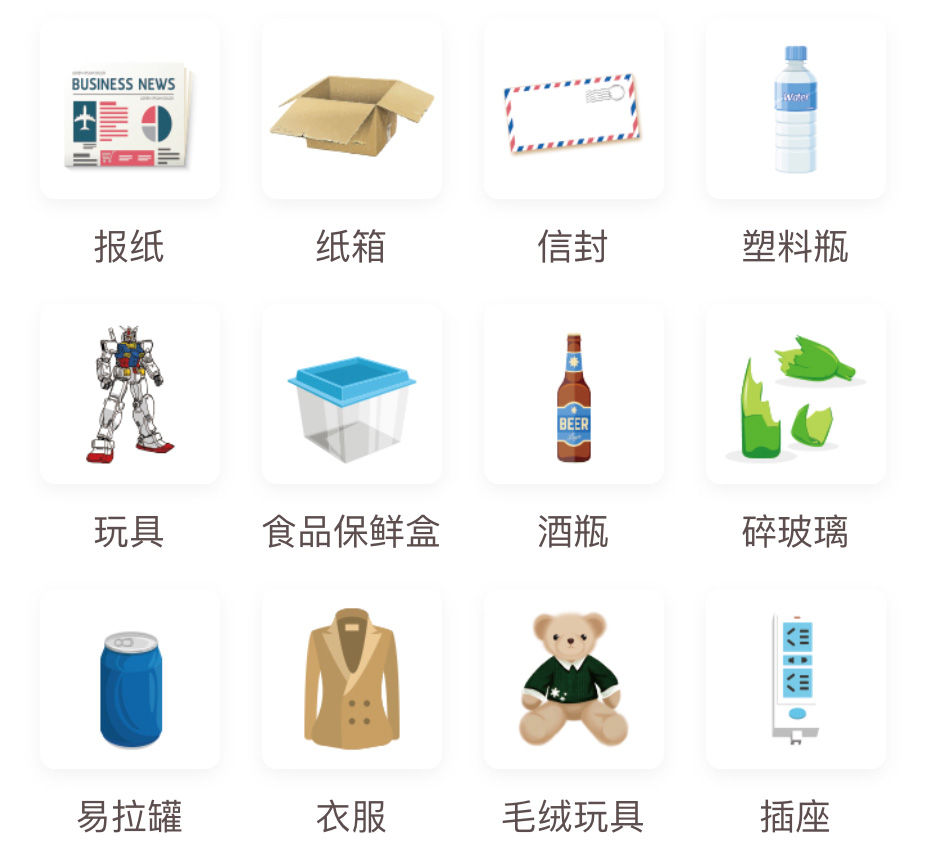 BUSINESS NEWS
Water
报纸
纸箱
信封
塑料瓶
BEER
玩具
食品保鲜盒
酒瓶
碎玻璃
易拉罐
衣服
毛绒玩具
插座